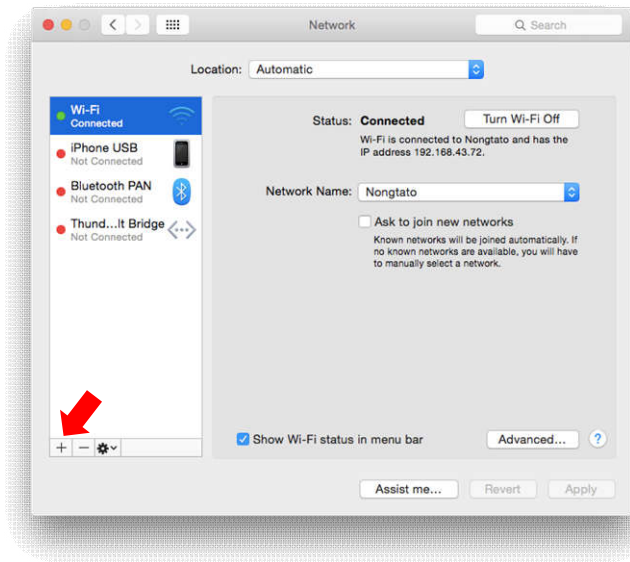 Network
Search
Location: Automatic
Wi-Fi
Connected
iPhone USB
Not Connected
Bluetooth PAN
Not Connected
Thund...lt Bridge
Not Connected
Status: Connected
Turn Wi-Fi Off
Wi-Fi is connected to Nongtato and has the
IP address 192.168.43.72.
Network Name: Nongtato
Ask to join new networks
Known networks will be joined automatically. If
no known networks are available, you will have
to manually select a network.
Show Wi-Fi status in menu bar
Advanced...
?
Assist me...
Revert
Apply